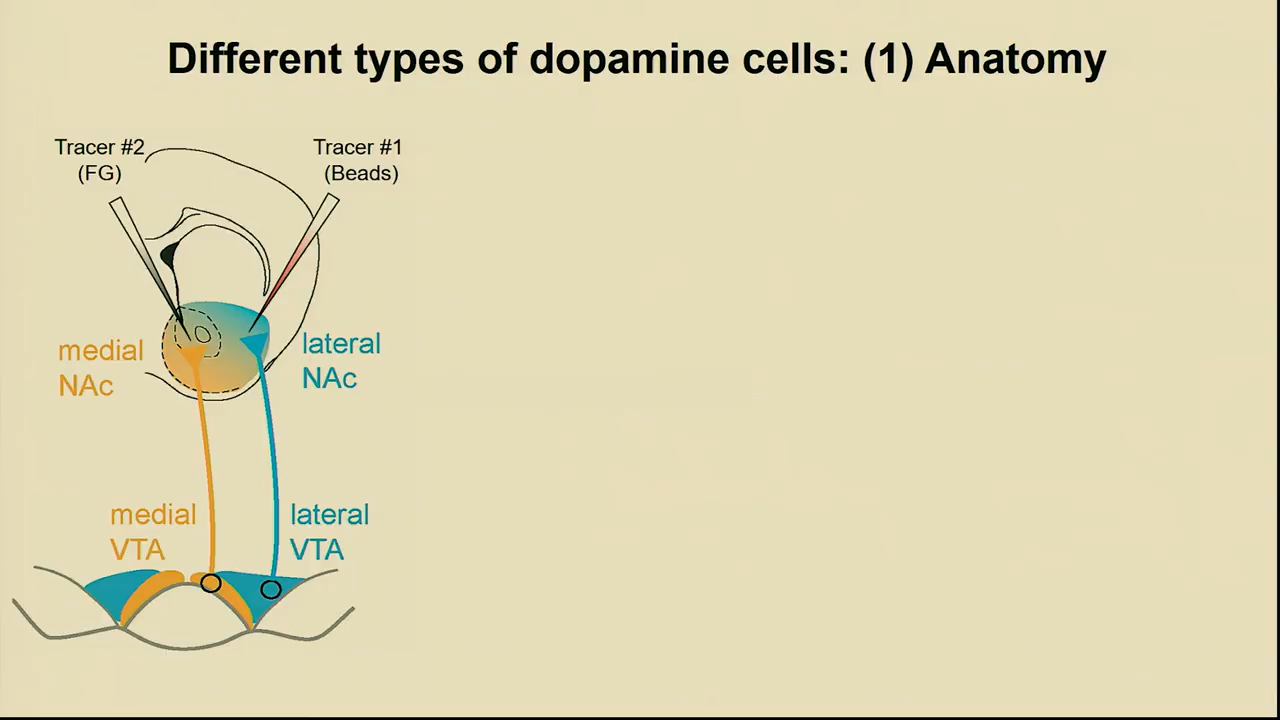 Different types of dopamine cells: (1) Anatomy
Tracer #2
(FG)
Tracer #1
(Beads)
medial
NAc
lateral
NAc
medial
VTA
lateral
VTA